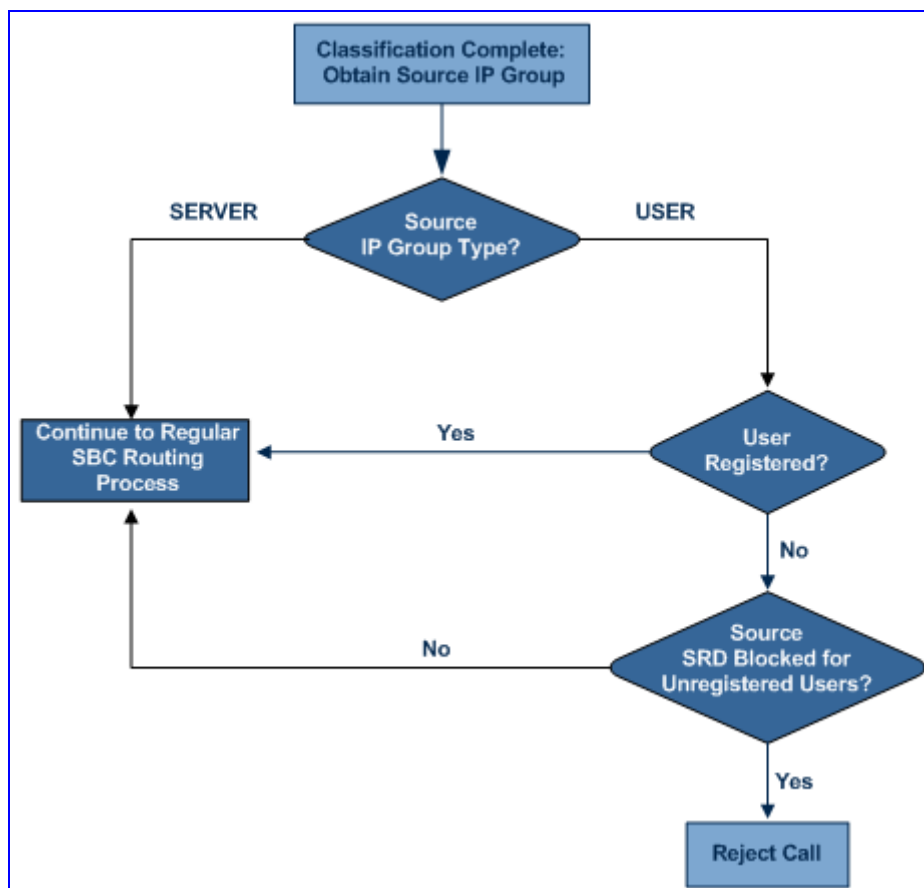 Classification Complete:
Obtain Source IP Group
SERVER
USER
Source
IP Group Type?
Continue to Regular
SBC Routing
Process
Yes
User
Registered?
No
No
Source
SRD Blocked for
Unregistered Users?
Yes
Reject Call